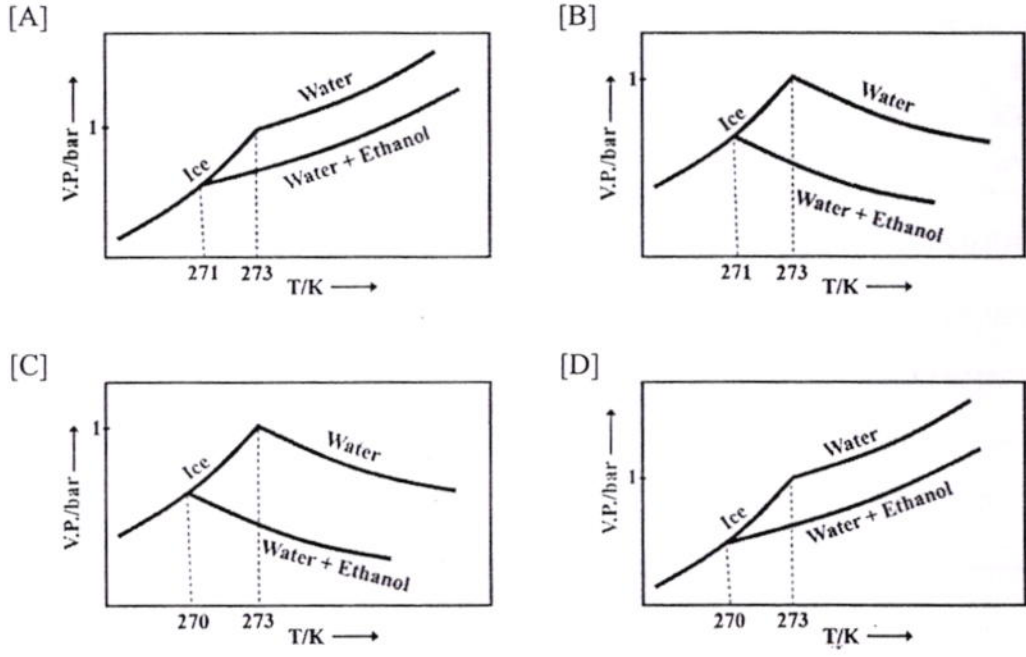 [A]
1
V.P./bar
Ice
Water
Water + Ethanol
271 273
T/K
[B]
1
V.P./bar
Ice
Water
Water + Ethanol
271 273
T/K
[C]
1
V.P./bar
Ice
Water
Water + Ethanol
270 273
T/K
[D]
1
V.P./bar
Ice
Water
Water + Ethanol
270 273
T/K